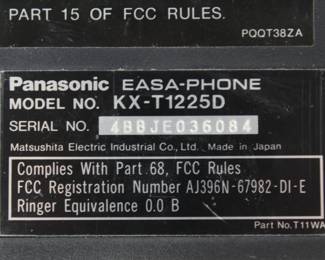 PART 15 OF FCC RULES.
PQQT38ZA
Panasonic EASA-PHONE
MODEL NO. KX-T1225D
SERIAL NO. 4BBJE036084
Matsushita Electric Industrial Co., Ltd. Made in Japan
Complies With Part 68, FCC Rules
FCC Registration Number AJ396N-67982-DI-E
Ringer Equivalence 0.0 B
Part No.T11WA